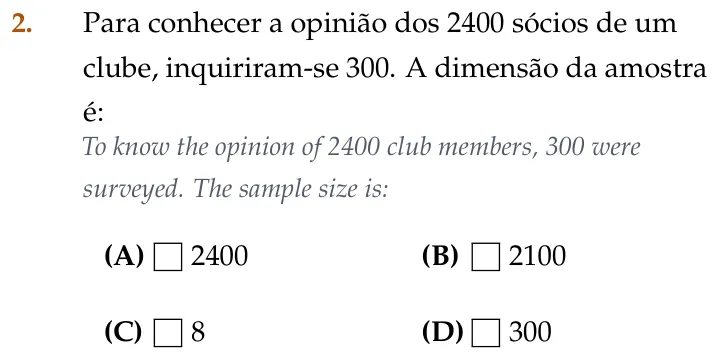 2. Para conhecer a opinião dos 2400 sócios de um
clube, inquiriram-se 300. A dimensão da amostra
é:
To know the opinion of 2400 club members, 300 were
surveyed. The sample size is:
(A) □ 2400 (B) □ 2100
(C) □ 8 (D) □ 300